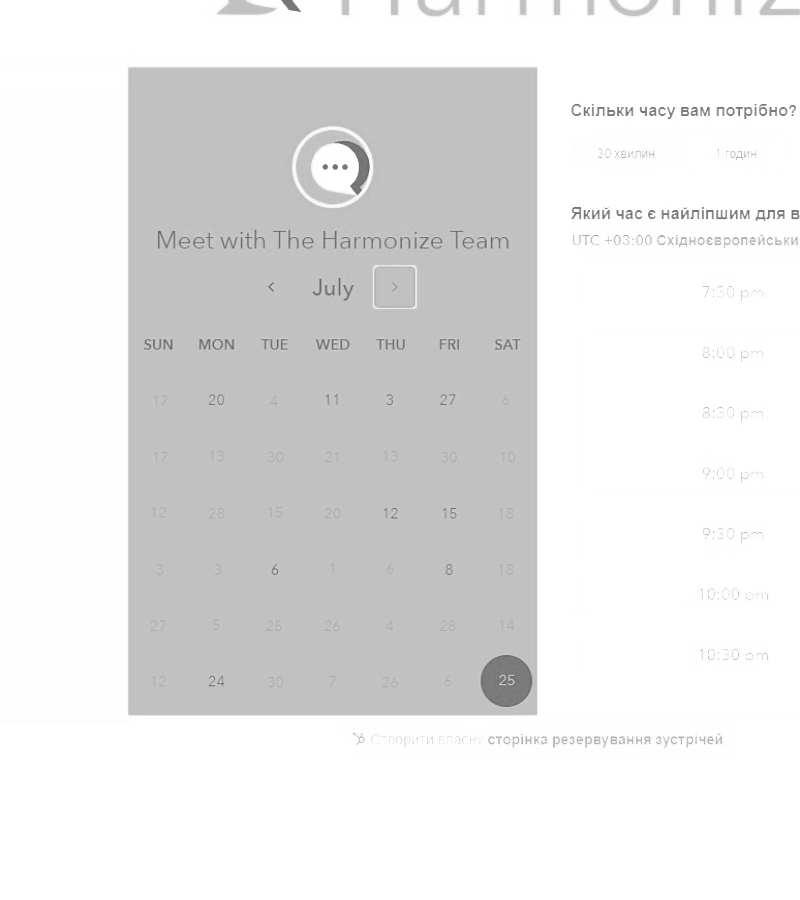 Harmoniz
Meet with The Harmonize Team
July
SUN MON TUE WED THU FRI SAT
17 20 4 11 3 27 6
17 13 30 21 13 30 10
12 28 15 20 12 15 18
3 3 6 1 6 8 18
27 5 25 26 4 28 14
12 24 30 7 26 6 25
Скільки часу вам потрібно?
30 хвилин 1 годин
Який час є найліпшим для в
UTC +03:00 Східноєвропейськи
7:30 pm
8:00 pm
8:30 pm
9:00 pm
9:30 pm
10:00 pm
10:30 pm
Створити власну сторінка резервування зустрічей